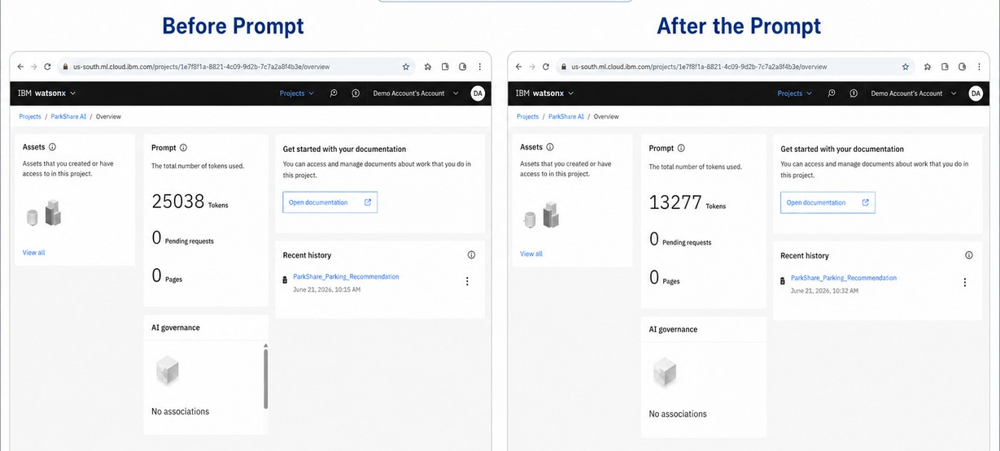 Before Prompt
us-south.ml.cloud.ibm.com/projects/1e7f8f1a-8821-4c09-9d2b-7c7a2a8f4b3e/overview
IBM watsonx
Projects
Demo Account's Account
DA
Projects / ParkShare AI / Overview
Assets
Assets that you created or have
access to in this project.
View all
Prompt
The total number of tokens used.
25038 Tokens
0 Pending requests
0 Pages
AI governance
No associations
Get started with your documentation
You can access and manage documents about work that you do in
this project.
Open documentation
Recent history
ParkShare_Parking_Recommendation
June 21, 2026, 10:15 AM
After the Prompt
us-south.ml.cloud.ibm.com/projects/1e7f8f1a-8821-4c09-9d2b-7c7a2a8f4b3e/overview
IBM watsonx
Projects
Demo Account's Account
DA
Projects / ParkShare AI / Overview
Assets
Assets that you created or have
access to in this project.
View all
Prompt
The total number of tokens used.
13277 Tokens
0 Pending requests
0 Pages
AI governance
No associations
Get started with your documentation
You can access and manage documents about work that you do in
this project.
Open documentation
Recent history
ParkShare_Parking_Recommendation
June 21, 2026, 10:32 AM